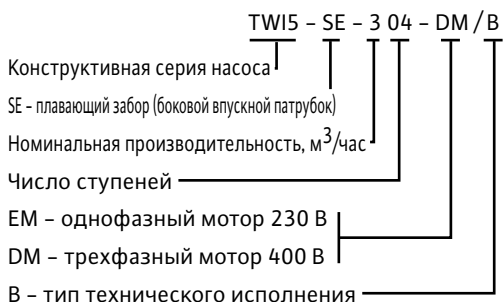 TWI5 – SE – 3 04 – DM/B
Конструктивная серия насоса
SE – плавающий забор (боковой впускной патрубок)
Номинальная производительность, м³/час
Число ступеней
EM – однофазный мотор 230 В
DM – трехфазный мотор 400 В
B – тип технического исполнения